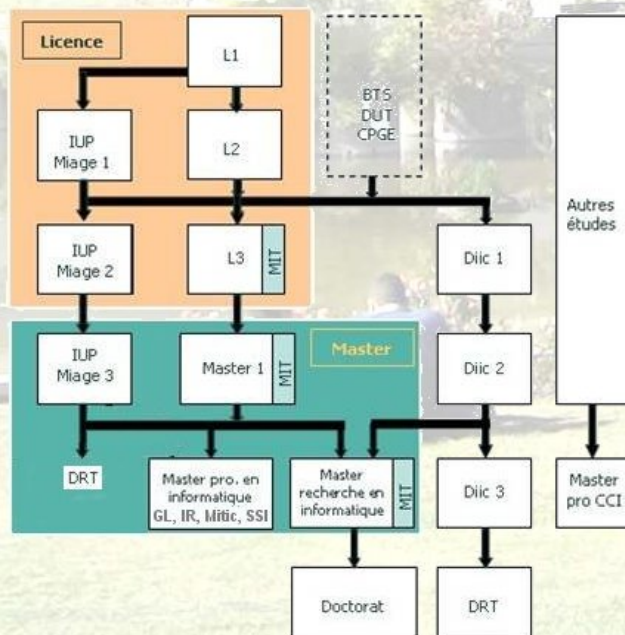 Licence
L1
BTS
DUT
CPGE
IUP
Miage 1
L2
Autres
études
IUP
Miage 2
L3
MIT
Diic 1
Master
IUP
Miage 3
Master 1
MIT
Diic 2
DRT
Master pro. en
informatique
GL, IR, Mitic, SSI
Master
recherche en
informatique
MIT
Diic 3
Master
pro CCI
Doctorat
DRT